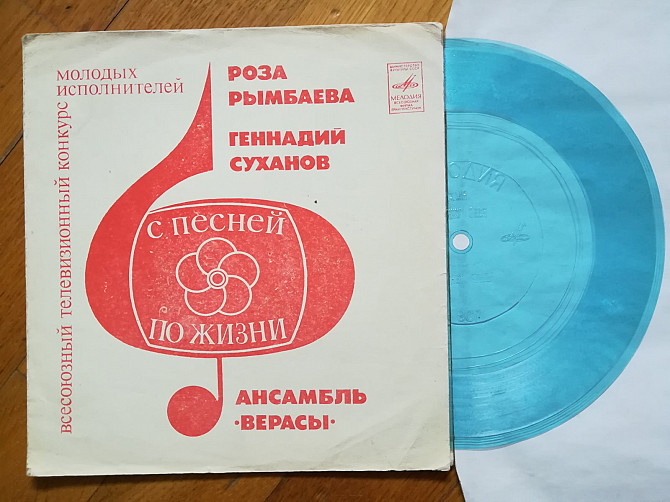 всесоюзный телевизионный конкурс
молодых
исполнителей
РОЗА
РЫМБАЕВА
ГЕННАДИЙ
СУХАНОВ
с песней
по жизни
АНСАМБЛЬ
·ВЕРАСЫ·
МЕЛОДИЯ